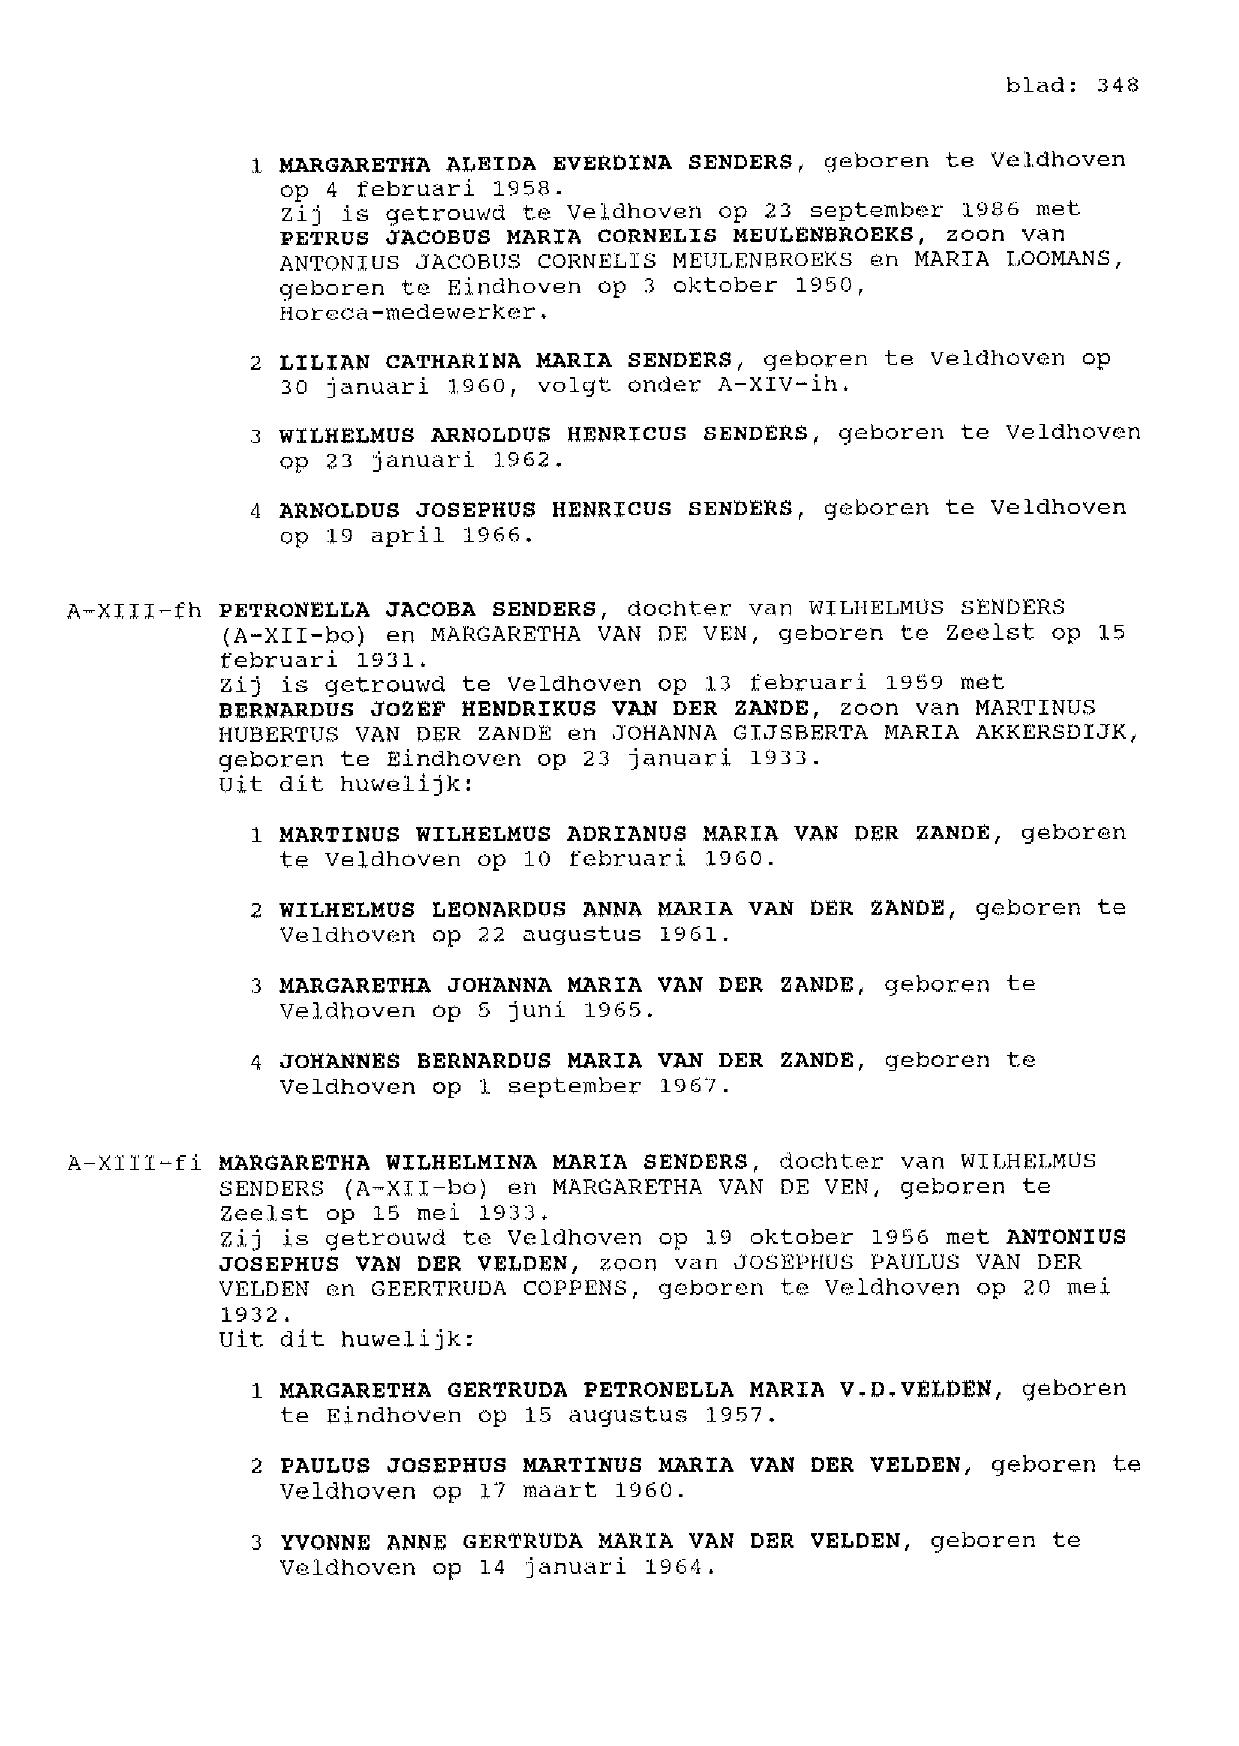 blad: 348
1 MARGARETHA ALEIDA EVERDINA SENDERS, geboren te Veldhoven
op 4 februari 1958.
Zij is getrouwd te Veldhoven op 23 september 1986 met
PETRUS JACOBUS MARIA CORNELIS MEULENBROEKS, zoon van
ANTONIUS JACOBUS CORNELIS MEULENBROEKS en MARIA LOOMANS,
geboren te Eindhoven op 3 oktober 1950,
Horeca-medewerker.
2 LILIAN CATHARINA MARIA SENDERS, geboren te Veldhoven op
30 januari 1960, volgt onder A-XIV-ih.
3 WILHELMUS ARNOLDUS HENRICUS SENDERS, geboren te Veldhoven
op 23 januari 1962.
4 ARNOLDUS JOSEPHUS HENRICUS SENDERS, geboren te Veldhoven
op 19 april 1966.
A-XIII-fh PETRONELLA JACOBA SENDERS, dochter van WILHELMUS SENDERS
(A-XII-bo) en MARGARETHA VAN DE VEN, geboren te Zeelst op 15
februari 1931.
Zij is getrouwd te Veldhoven op 13 februari 1959 met
BERNARDUS JOZEF HENDRIKUS VAN DER ZANDE, zoon van MARTINUS
HUBERTUS VAN DER ZANDE en JOHANNA GIJSBERTA MARIA AKKERSDIJK,
geboren te Eindhoven op 23 januari 1933.
Uit dit huwelijk:
1 MARTINUS WILHELMUS ADRIANUS MARIA VAN DER ZANDE, geboren
te Veldhoven op 10 februari 1960.
2 WILHELMUS LEONARDUS ANNA MARIA VAN DER ZANDE, geboren te
Veldhoven op 22 augustus 1961.
3 MARGARETHA JOHANNA MARIA VAN DER ZANDE, geboren te
Veldhoven op 5 juni 1965.
4 JOHANNES BERNARDUS MARIA VAN DER ZANDE, geboren te
Veldhoven op 1 september 1967.
A-XIII-fi MARGARETHA WILHELMINA MARIA SENDERS, dochter van WILHELMUS
SENDERS (A-XII-bo) en MARGARETHA VAN DE VEN, geboren te
Zeelst op 15 mei 1933.
Zij is getrouwd te Veldhoven op 19 oktober 1956 met ANTONIUS
JOSEPHUS VAN DER VELDEN, zoon van JOSEPHUS PAULUS VAN DER
VELDEN en GEERTRUDA COPPENS, geboren te Veldhoven op 20 mei
1932.
Uit dit huwelijk:
1 MARGARETHA GERTRUDA PETRONELLA MARIA V.D.VELDEN, geboren
te Eindhoven op 15 augustus 1957.
2 PAULUS JOSEPHUS MARTINUS MARIA VAN DER VELDEN, geboren te
Veldhoven op 17 maart 1960.
3 YVONNE ANNE GERTRUDA MARIA VAN DER VELDEN, geboren te
Veldhoven op 14 januari 1964.